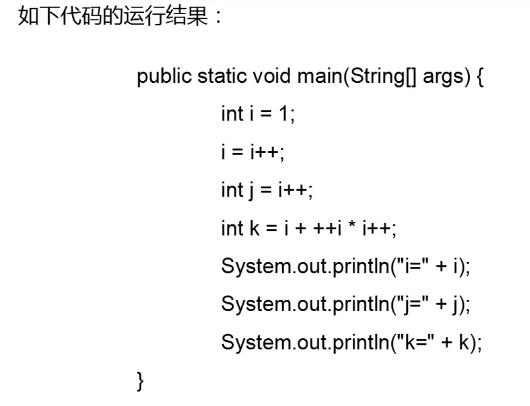 如下代码的运行结果：
public static void main(String[] args) {
int i = 1;
i = i++;
int j = i++;
int k = i + ++i * i++;
System.out.println("i=" + i);
System.out.println("j=" + j);
System.out.println("k=" + k);
}